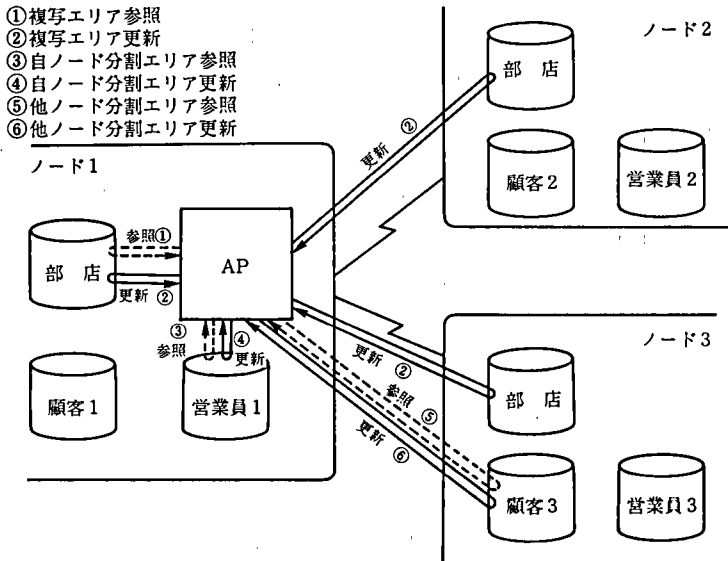 ①複写エリア参照
②複写エリア更新
③自ノード分割エリア参照
④自ノード分割エリア更新
⑤他ノード分割エリア参照
⑥他ノード分割エリア更新
ノード1
部店
参照①
更新②
AP
③
参照
④
更新
顧客1
営業員1
更新②
ノード2
部店
顧客2
営業員2
更新②
参照⑤
更新⑥
ノード3
部店
顧客3
営業員3